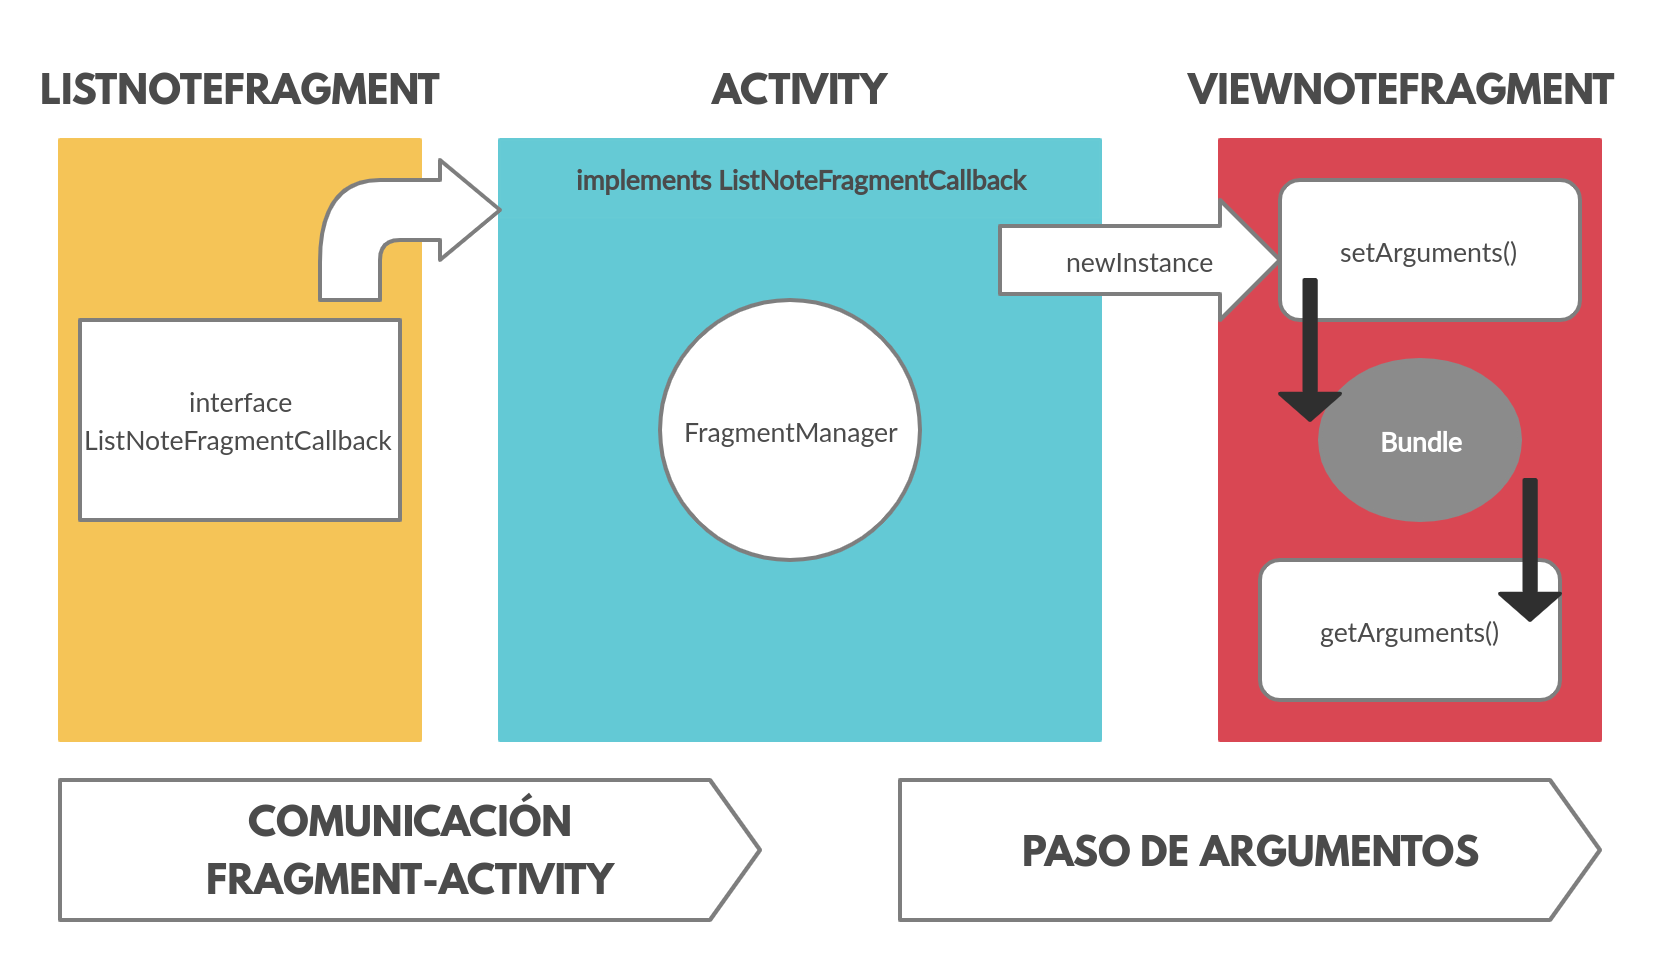 LISTNOTEFRAGMENT
ACTIVITY
VIEWNOTEFRAGMENT
implements ListNoteFragmentCallback
newInstance
setArguments()
interface
ListNoteFragmentCallback
FragmentManager
Bundle
getArguments()
COMUNICACIÓN
FRAGMENT-ACTIVITY
PASO DE ARGUMENTOS